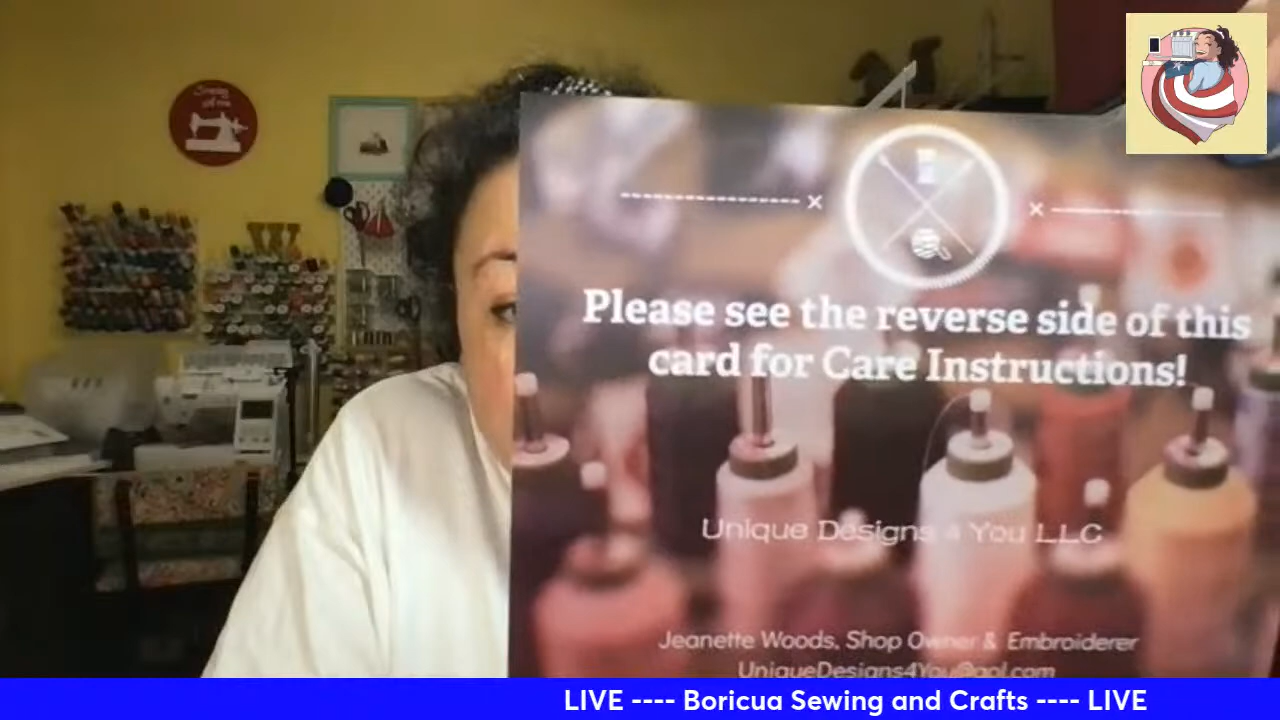 Sewing
Please see the reverse side of this
card for Care Instructions!
Unique Designs 4 You LLC
Jeanette Woods, Shop Owner & Embroiderer
UniqueDesigns4You@aol.com
LIVE ---- Boricua Sewing and Crafts ---- LIVE